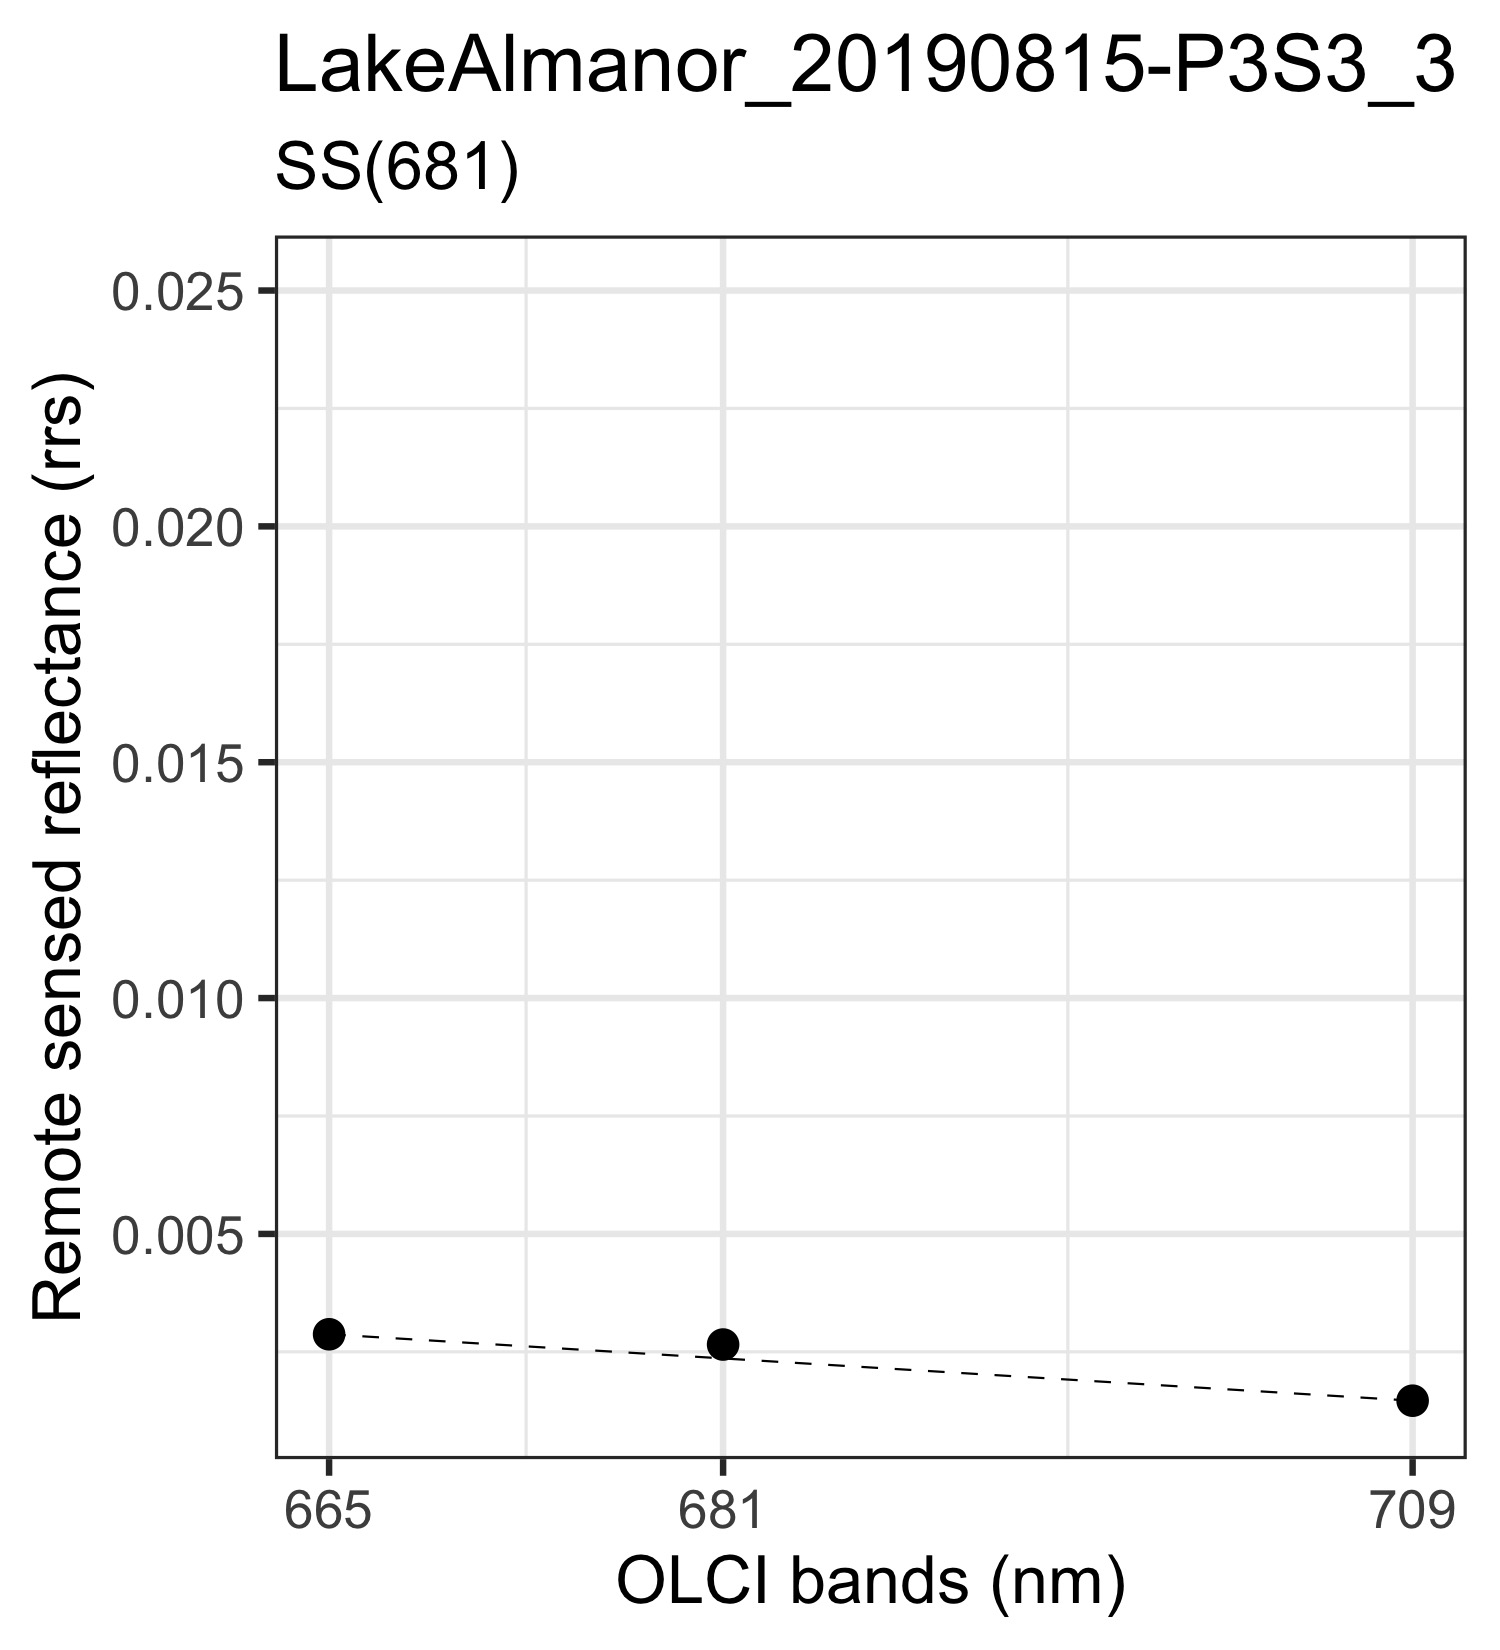 LakeAlmanor_20190815-P3S3_3
SS(681)
Remote sensed reflectance (rrs)
0.025
0.020
0.015
0.010
0.005
665 681 709
OLCI bands (nm)